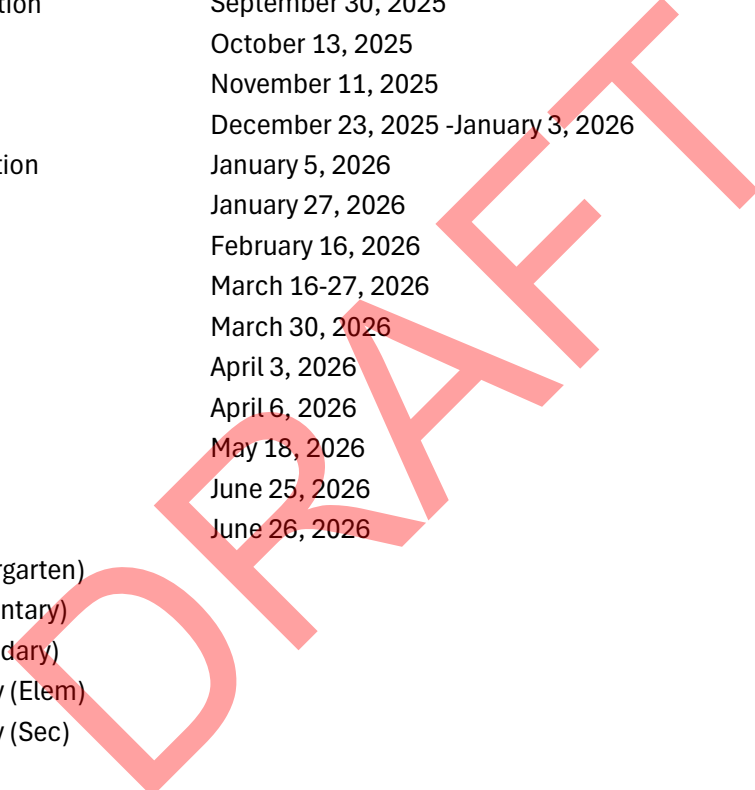 tion September 30, 2025
October 13, 2025
November 11, 2025
December 23, 2025 -January 3, 2026
tion January 5, 2026
January 27, 2026
February 16, 2026
March 16-27, 2026
March 30, 2026
April 3, 2026
April 6, 2026
May 18, 2026
June 25, 2026
June 26, 2026
rgarten)
ntary)
dary)
y (Elem)
y (Sec)
DRAFT